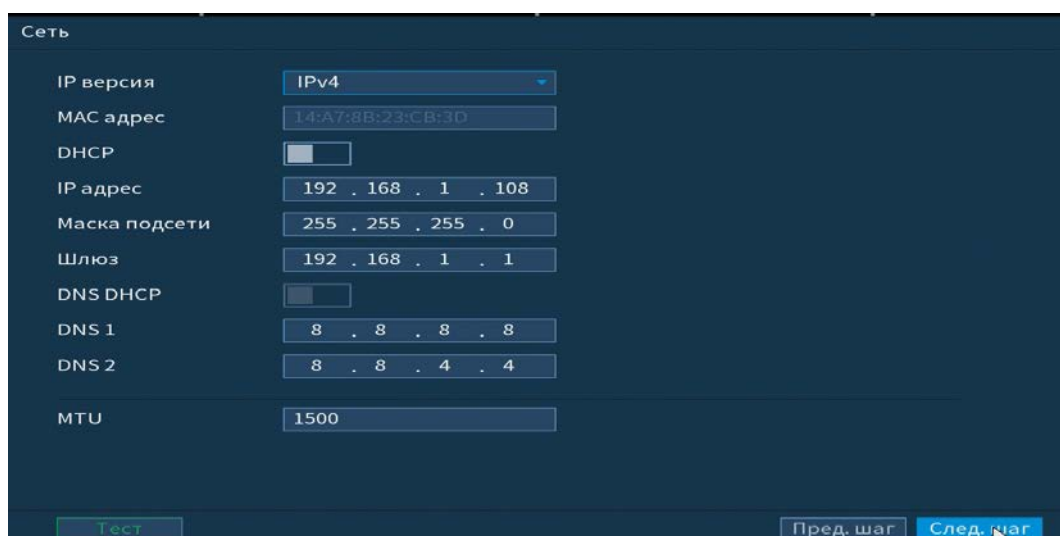 Сеть
IP версия IPv4
MAC адрес 14:A7:8B:23:CB:3D
DHCP
IP адрес 192 . 168 . 1 . 108
Маска подсети 255 . 255 . 255 . 0
Шлюз 192 . 168 . 1 . 1
DNS DHCP
DNS 1 8 . 8 . 8 . 8
DNS 2 8 . 8 . 4 . 4
MTU 1500
Тест Пред. шаг След. шаг